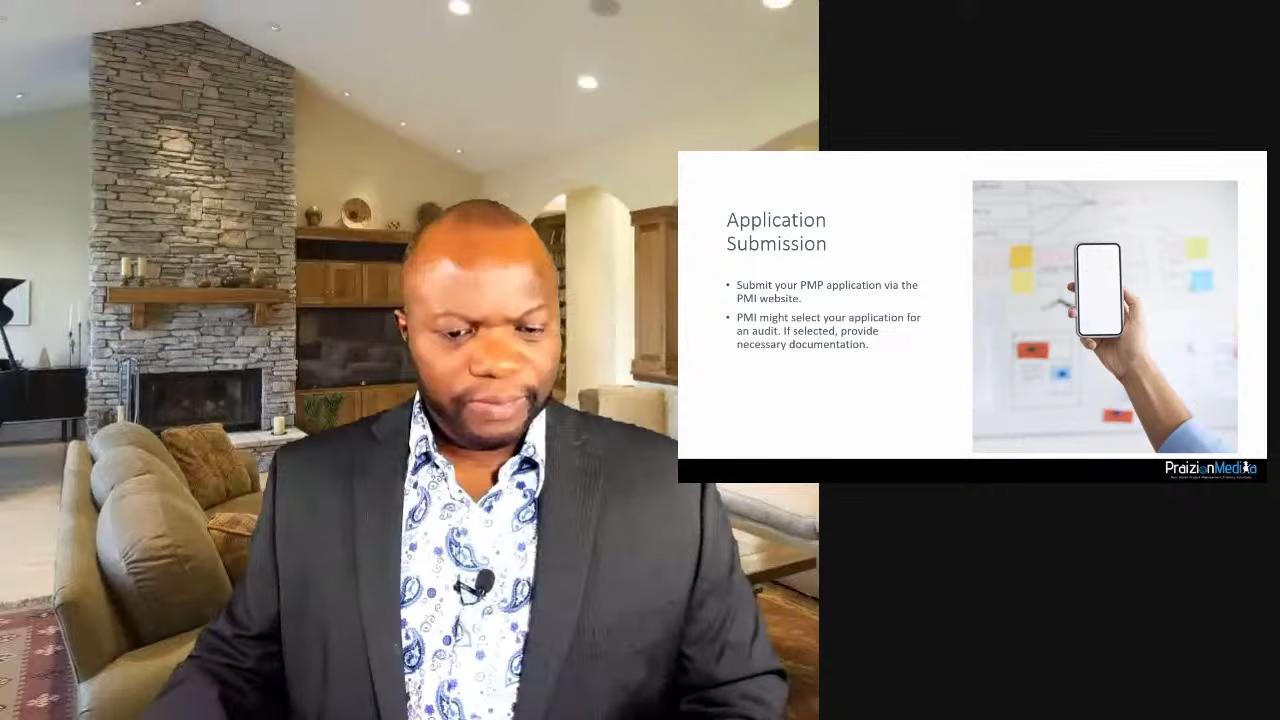 Application
Submission
• Submit your PMP application via the
PMI website.
• PMI might select your application for
an audit. If selected, provide
necessary documentation.
PraizionMedia